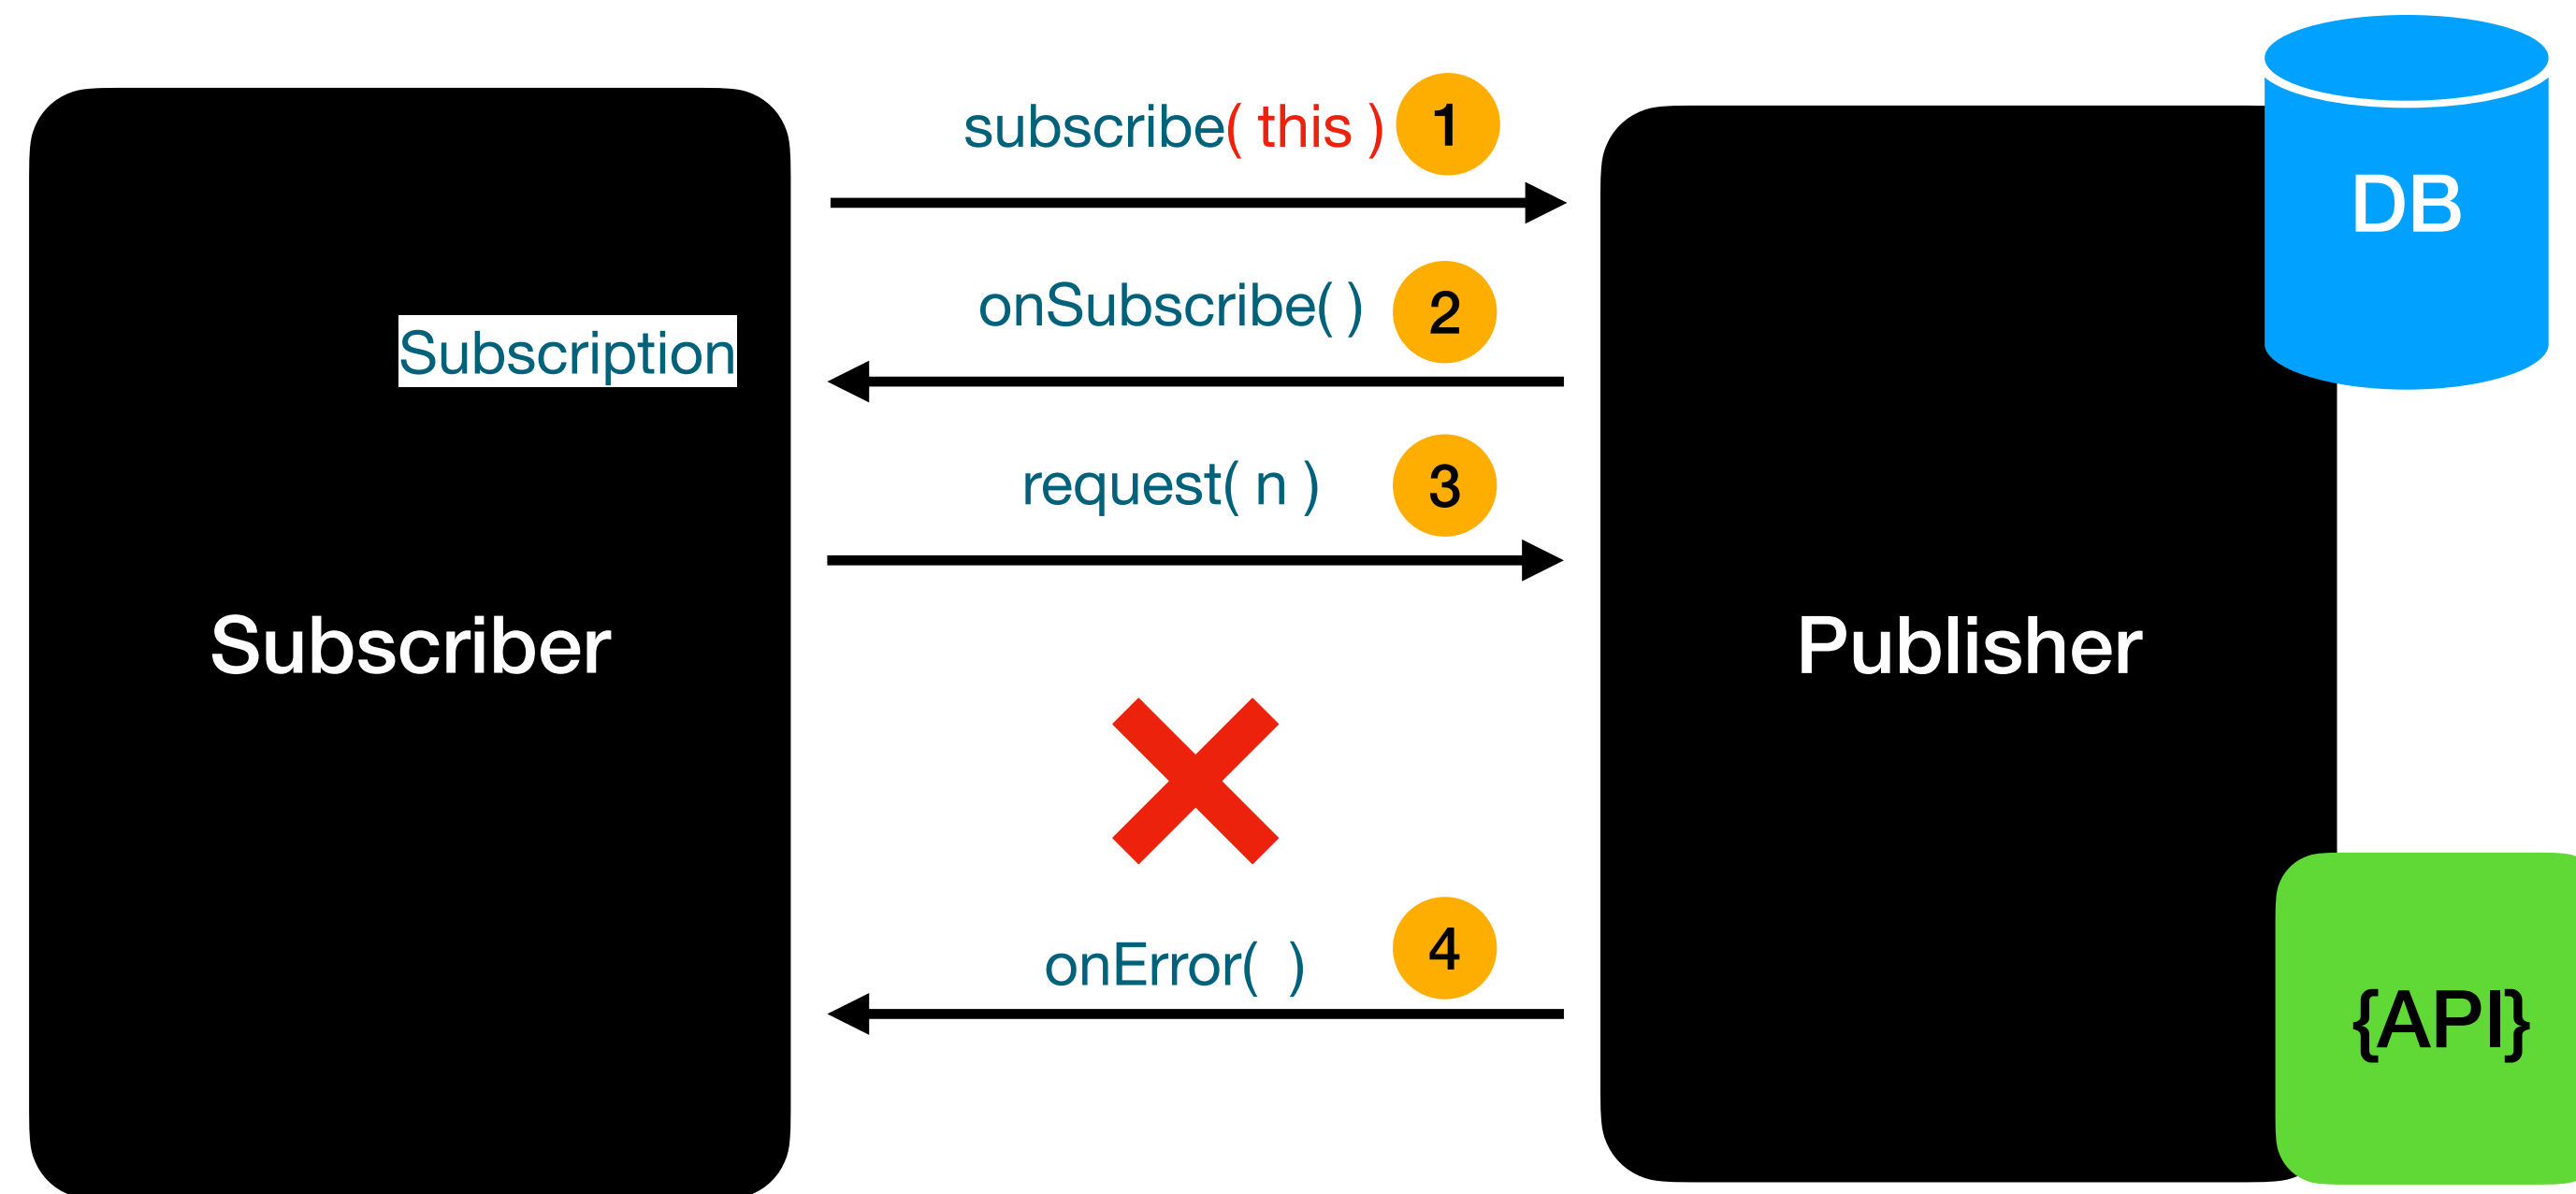 subscribe( this ) 1
DB
onSubscribe( ) 2
Subscription
request( n ) 3
Subscriber
Publisher
onError(  ) 4
{API}